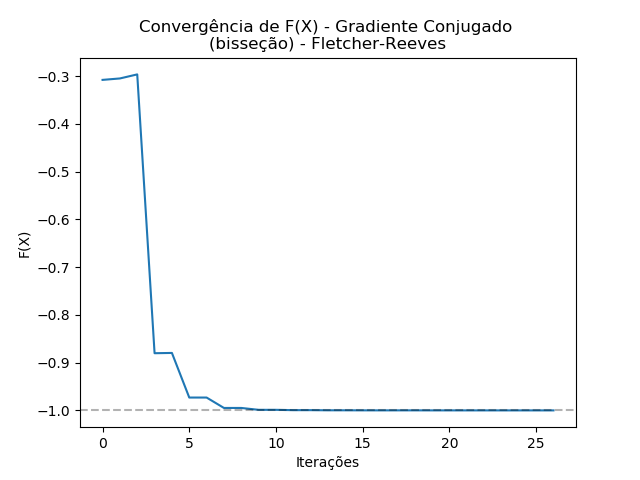 Convergência de F(X) - Gradiente Conjugado
(bisseção) - Fletcher-Reeves
−0.3
−0.4
−0.5
−0.6
−0.7
−0.8
−0.9
−1.0
F(X)
0 5 10 15 20 25
Iterações